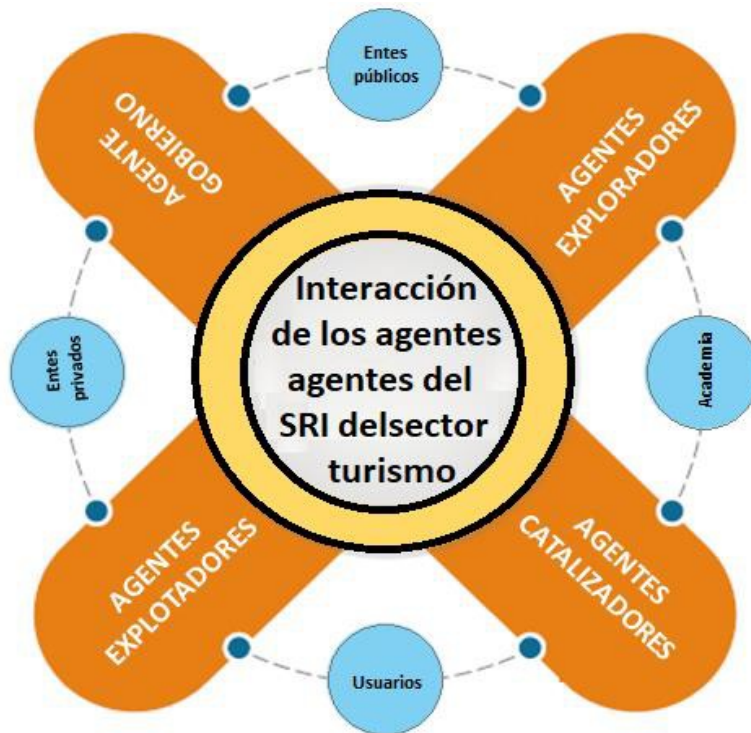 Entes
públicos
AGENTE
GOBIERNO
AGENTES
EXPLORADORES
Interacción
de los agentes
agentes del
SRI delsector
turismo
Entes
privados
Academia
AGENTES
EXPLOTADORES
AGENTES
CATALIZADORES
Usuarios